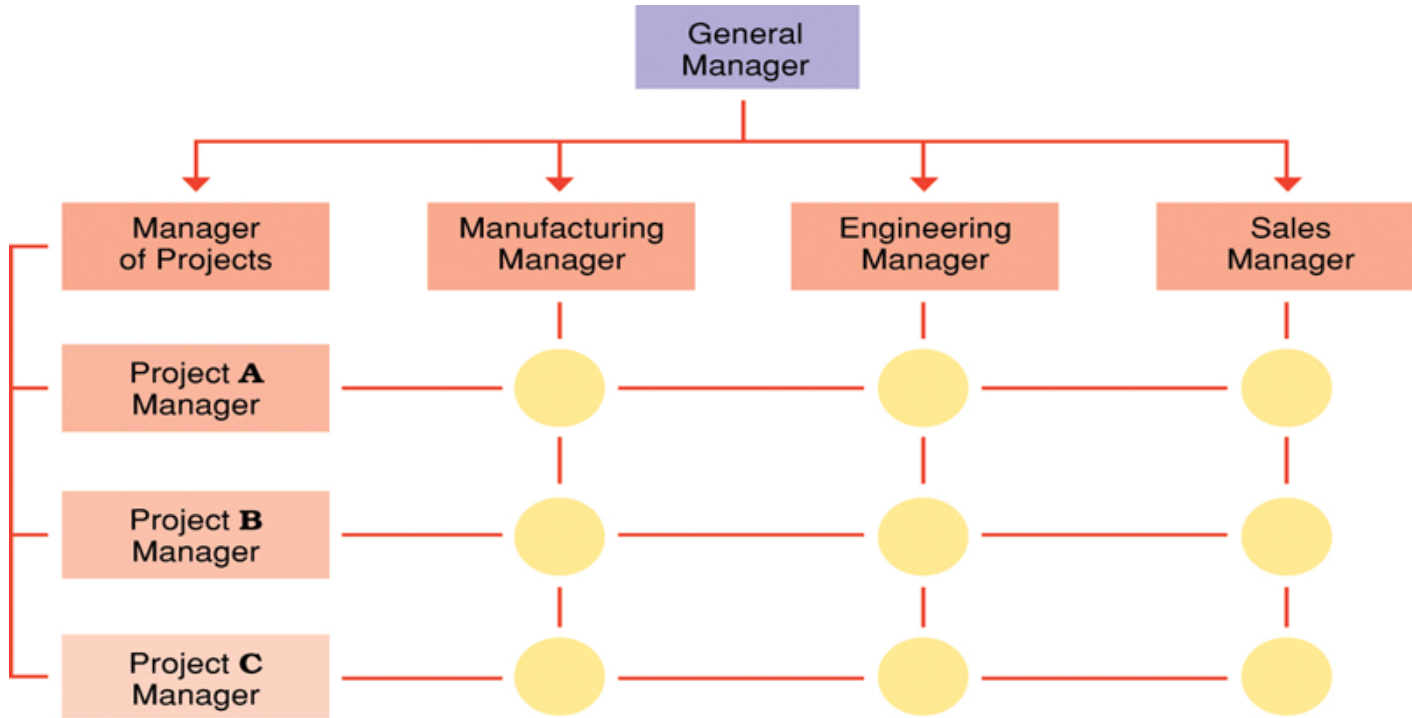 General
Manager
Manager
of Projects
Manufacturing
Manager
Engineering
Manager
Sales
Manager
Project A
Manager
Project B
Manager
Project C
Manager